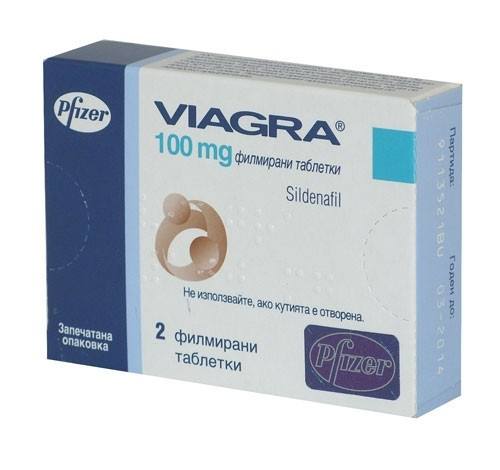 Pfizer
VIAGRA®
100 mg филмирани таблетки
Sildenafil
Не използвайте, ако кутията е отворена.
2 филмирани
таблетки
Запечатана
опаковка
Pfizer
Партида:
Годен до:
9113521BU 03-2014